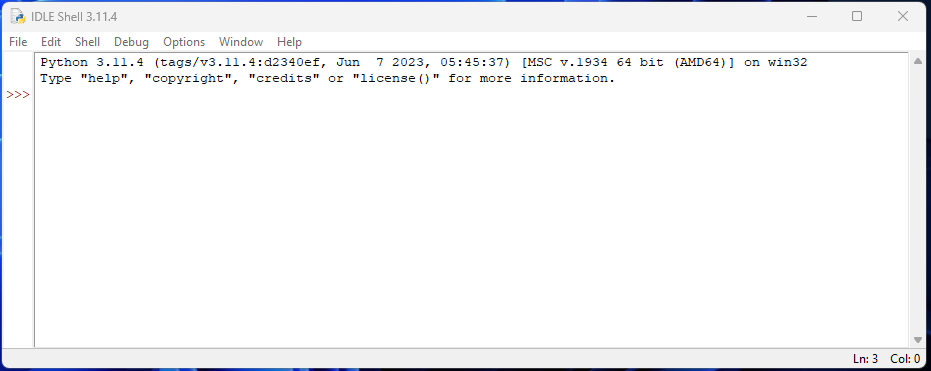 IDLE Shell 3.11.4
File Edit Shell Debug Options Window Help
Python 3.11.4 (tags/v3.11.4:d2340ef, Jun  7 2023, 05:45:37) [MSC v.1934 64 bit (AMD64)] on win32
Type "help", "copyright", "credits" or "license()" for more information.
>>>
Ln: 3 Col: 0